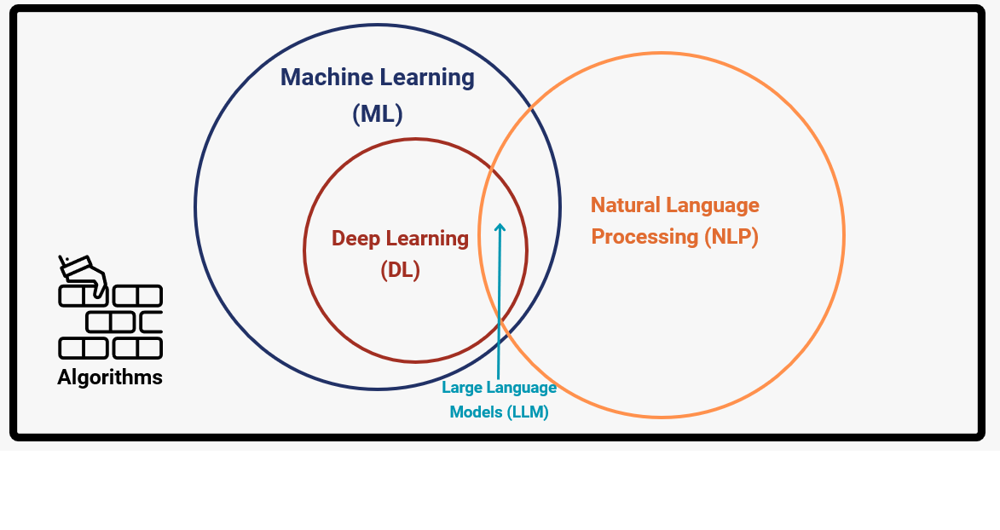 Machine Learning
(ML)
Natural Language
Processing (NLP)
Deep Learning
(DL)
Algorithms
Large Language
Models (LLM)